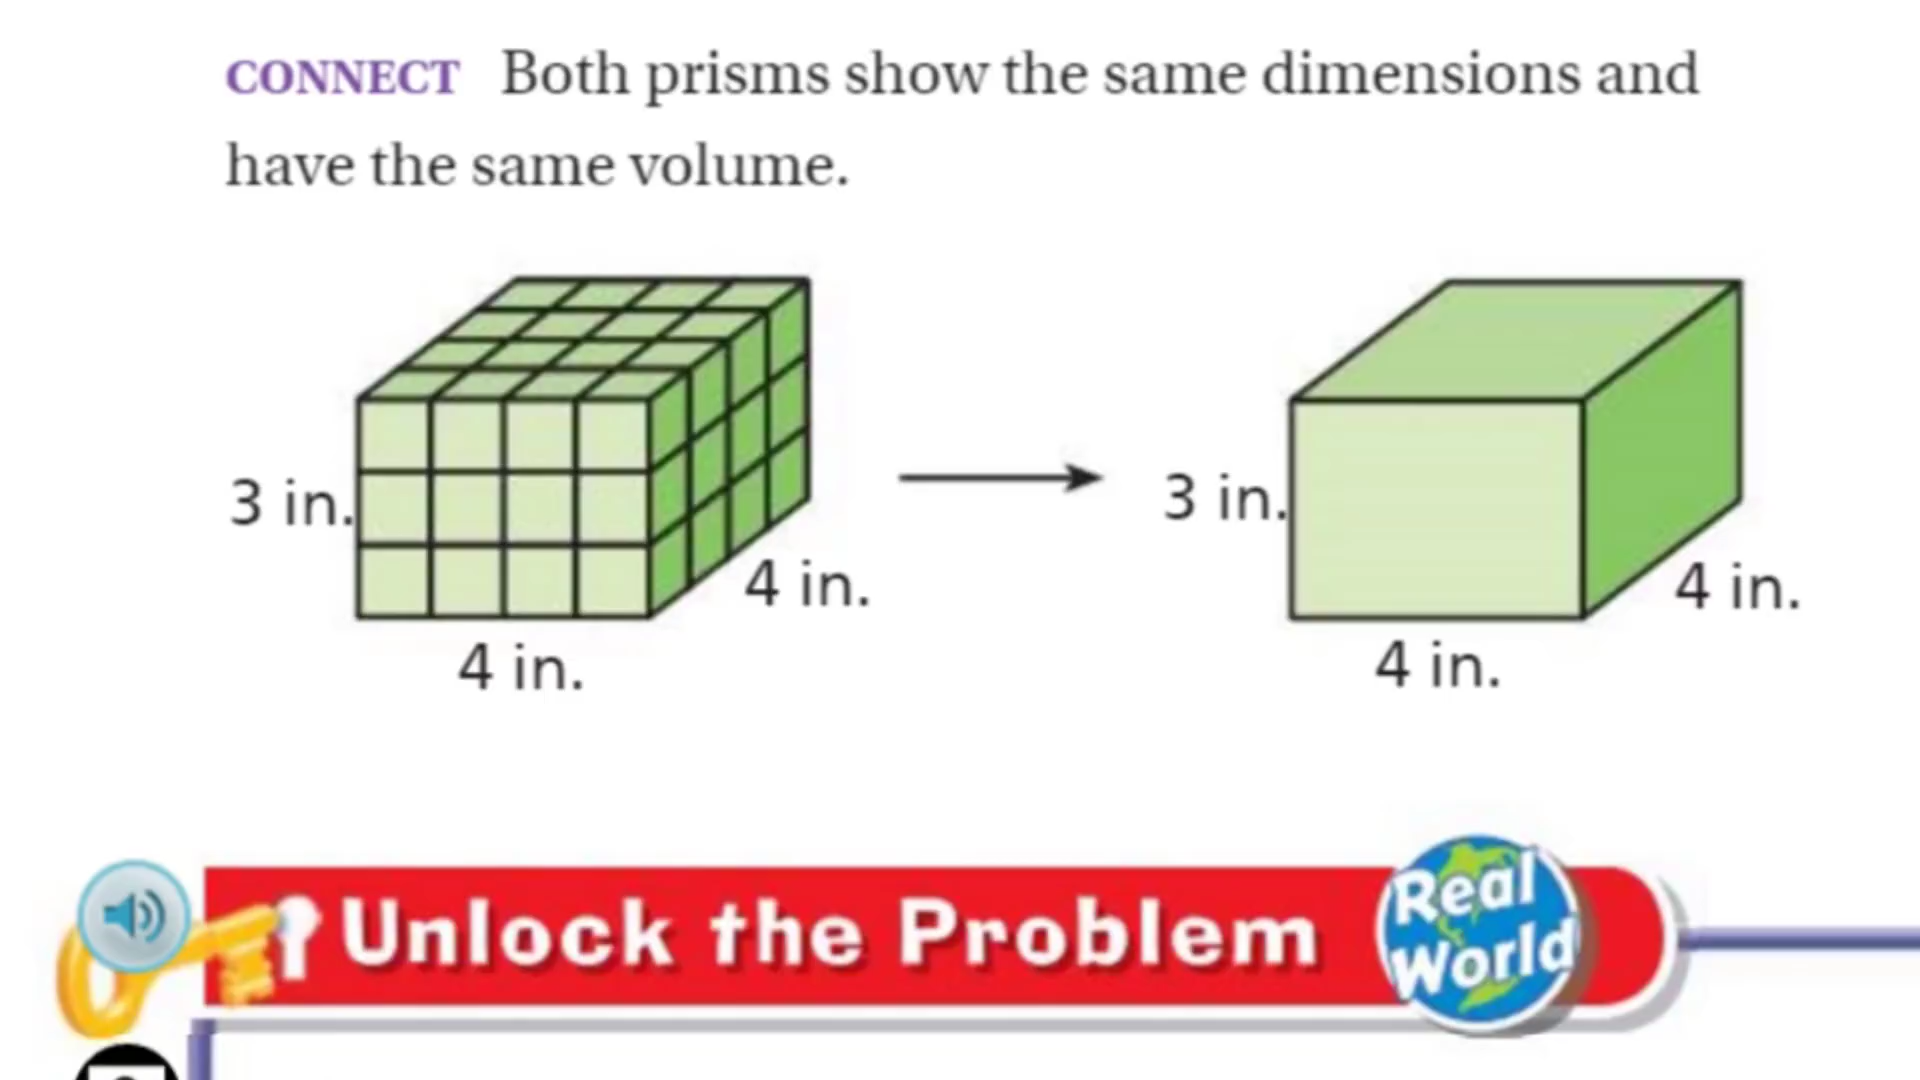 CONNECT Both prisms show the same dimensions and
have the same volume.
3 in.
4 in.
4 in.
3 in.
4 in.
4 in.
Unlock the Problem
Real
World